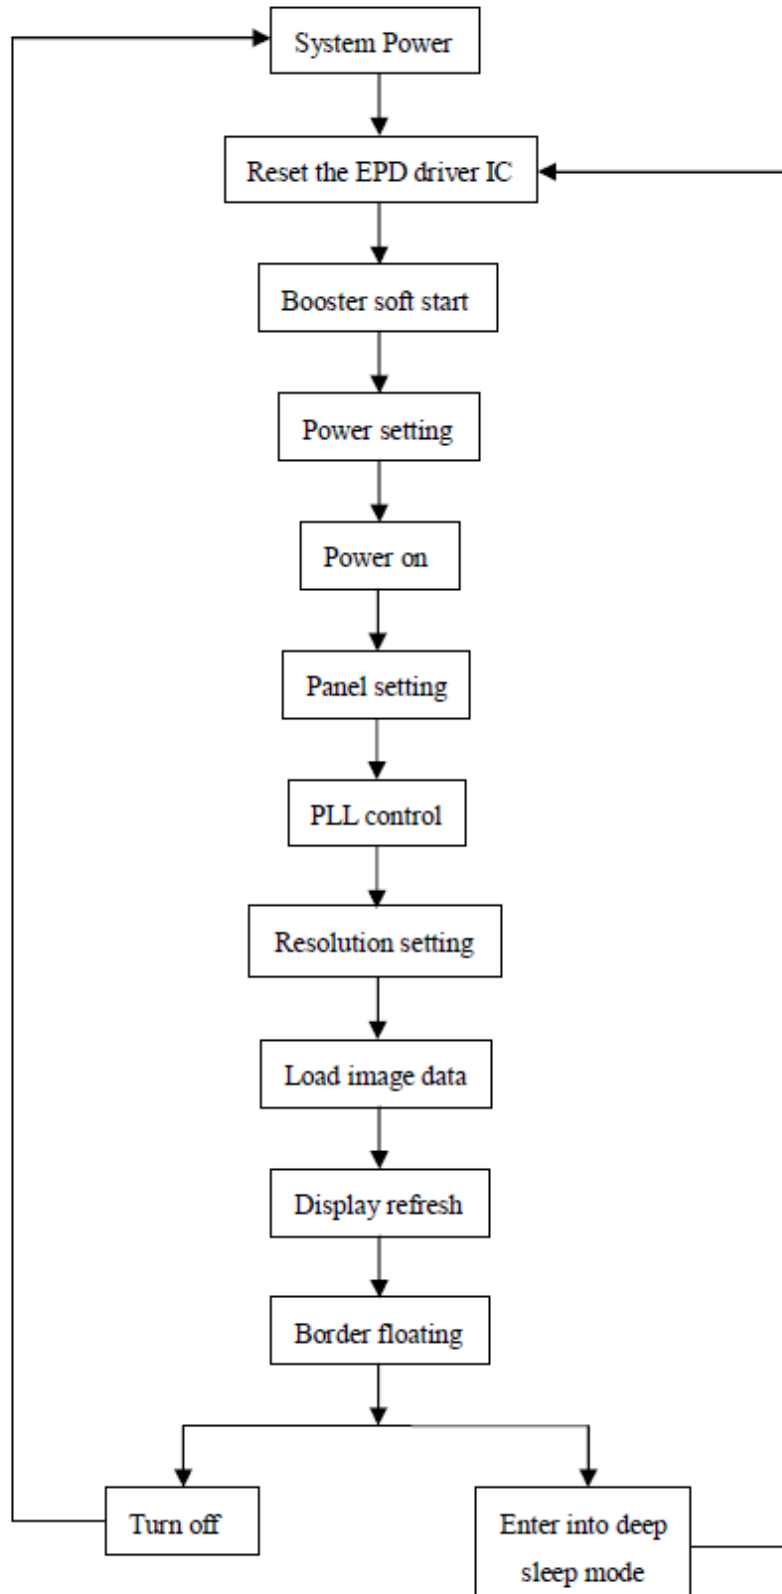 System Power
Reset the EPD driver IC
Booster soft start
Power setting
Power on
Panel setting
PLL control
Resolution setting
Load image data
Display refresh
Border floating
Turn off
Enter into deep
sleep mode